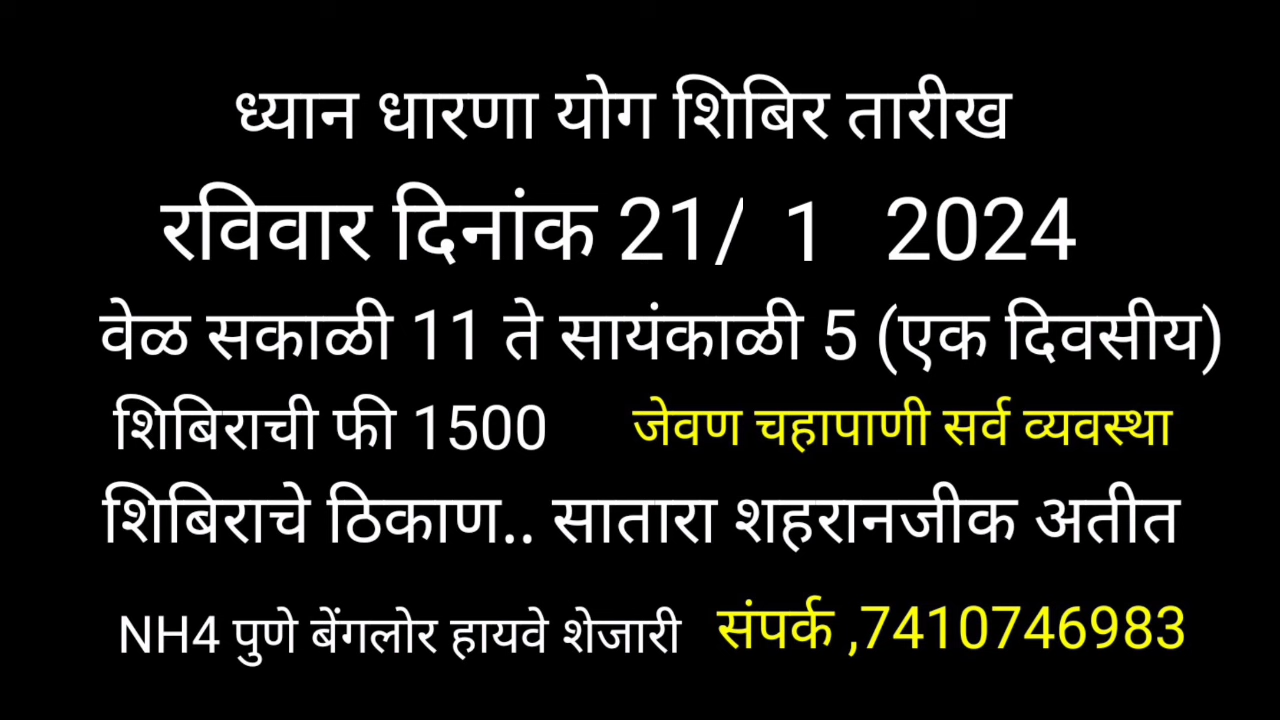 ध्यान धारणा योग शिबिर तारीख
रविवार दिनांक 21/ 1 2024
वेळ सकाळी 11 ते सायंकाळी 5 (एक दिवसीय)
शिबिराची फी 1500 जेवण चहापाणी सर्व व्यवस्था
शिबिराचे ठिकाण.. सातारा शहरानजीक अतीत
NH4 पुणे बेंगलोर हायवे शेजारी संपर्क ,7410746983